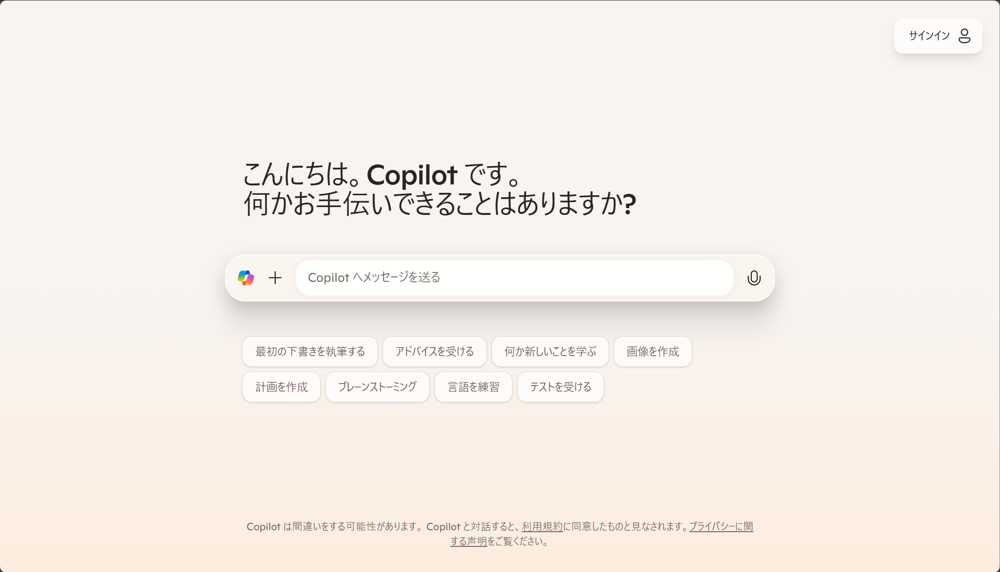 サインイン
こんにちは。Copilot です。
何かお手伝いできることはありますか?
Copilot へメッセージを送る
最初の下書きを執筆する
アドバイスを受ける
何か新しいことを学ぶ
画像を作成
計画を作成
ブレーンストーミング
言語を練習
テストを受ける
Copilot は間違いをする可能性があります。Copilot と対話すると、利用規約に同意したものと見なされます。プライバシーに関
する声明をご覧ください。